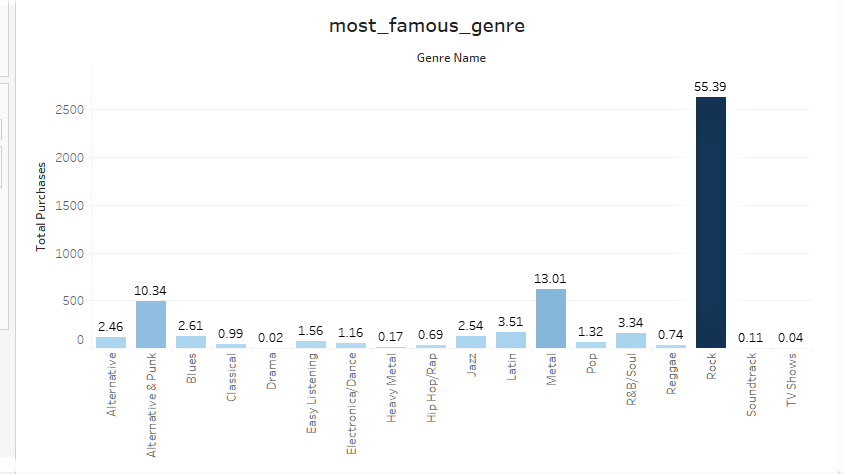 most_famous_genre
Genre Name
Total Purchases
2500
2000
1500
1000
500
0
2.46
10.34
2.61
0.99
0.02
1.56
1.16
0.17
0.69
2.54
3.51
13.01
1.32
3.34
0.74
55.39
0.11
0.04
Alternative
Alternative & Punk
Blues
Classical
Drama
Easy Listening
Electronica/Dance
Heavy Metal
Hip Hop/Rap
Jazz
Latin
Metal
Pop
R&B/Soul
Reggae
Rock
Soundtrack
TV Shows